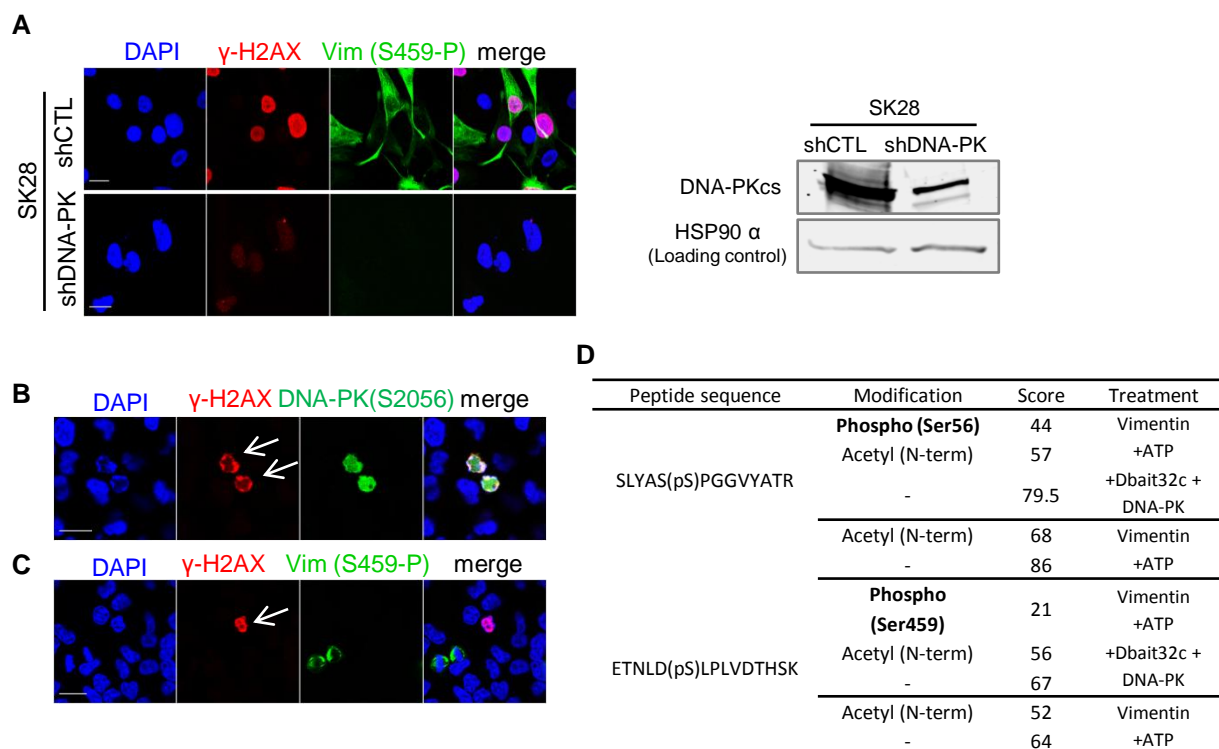 A
DAPI γ-H2AX Vim (S459-P) merge
SK28
shCTL
shDNA-PK
SK28
shCTL shDNA-PK
DNA-PKcs
HSP90 α
(Loading control)
B
DAPI γ-H2AX DNA-PK(S2056) merge
C
DAPI γ-H2AX Vim (S459-P) merge
D
Peptide sequence Modification Score Treatment
SLYAS(pS)PGGVYATR
Phospho (Ser56) 44 Vimentin
Acetyl (N-term) 57 +ATP
- 79.5 +Dbait32c +
DNA-PK
Acetyl (N-term) 68 Vimentin
- 86 +ATP
ETNLD(pS)LPLVDTHSK
Phospho
(Ser459) 21 Vimentin
+ATP
Acetyl (N-term) 56 +Dbait32c +
- 67 DNA-PK
Acetyl (N-term) 52 Vimentin
- 64 +ATP